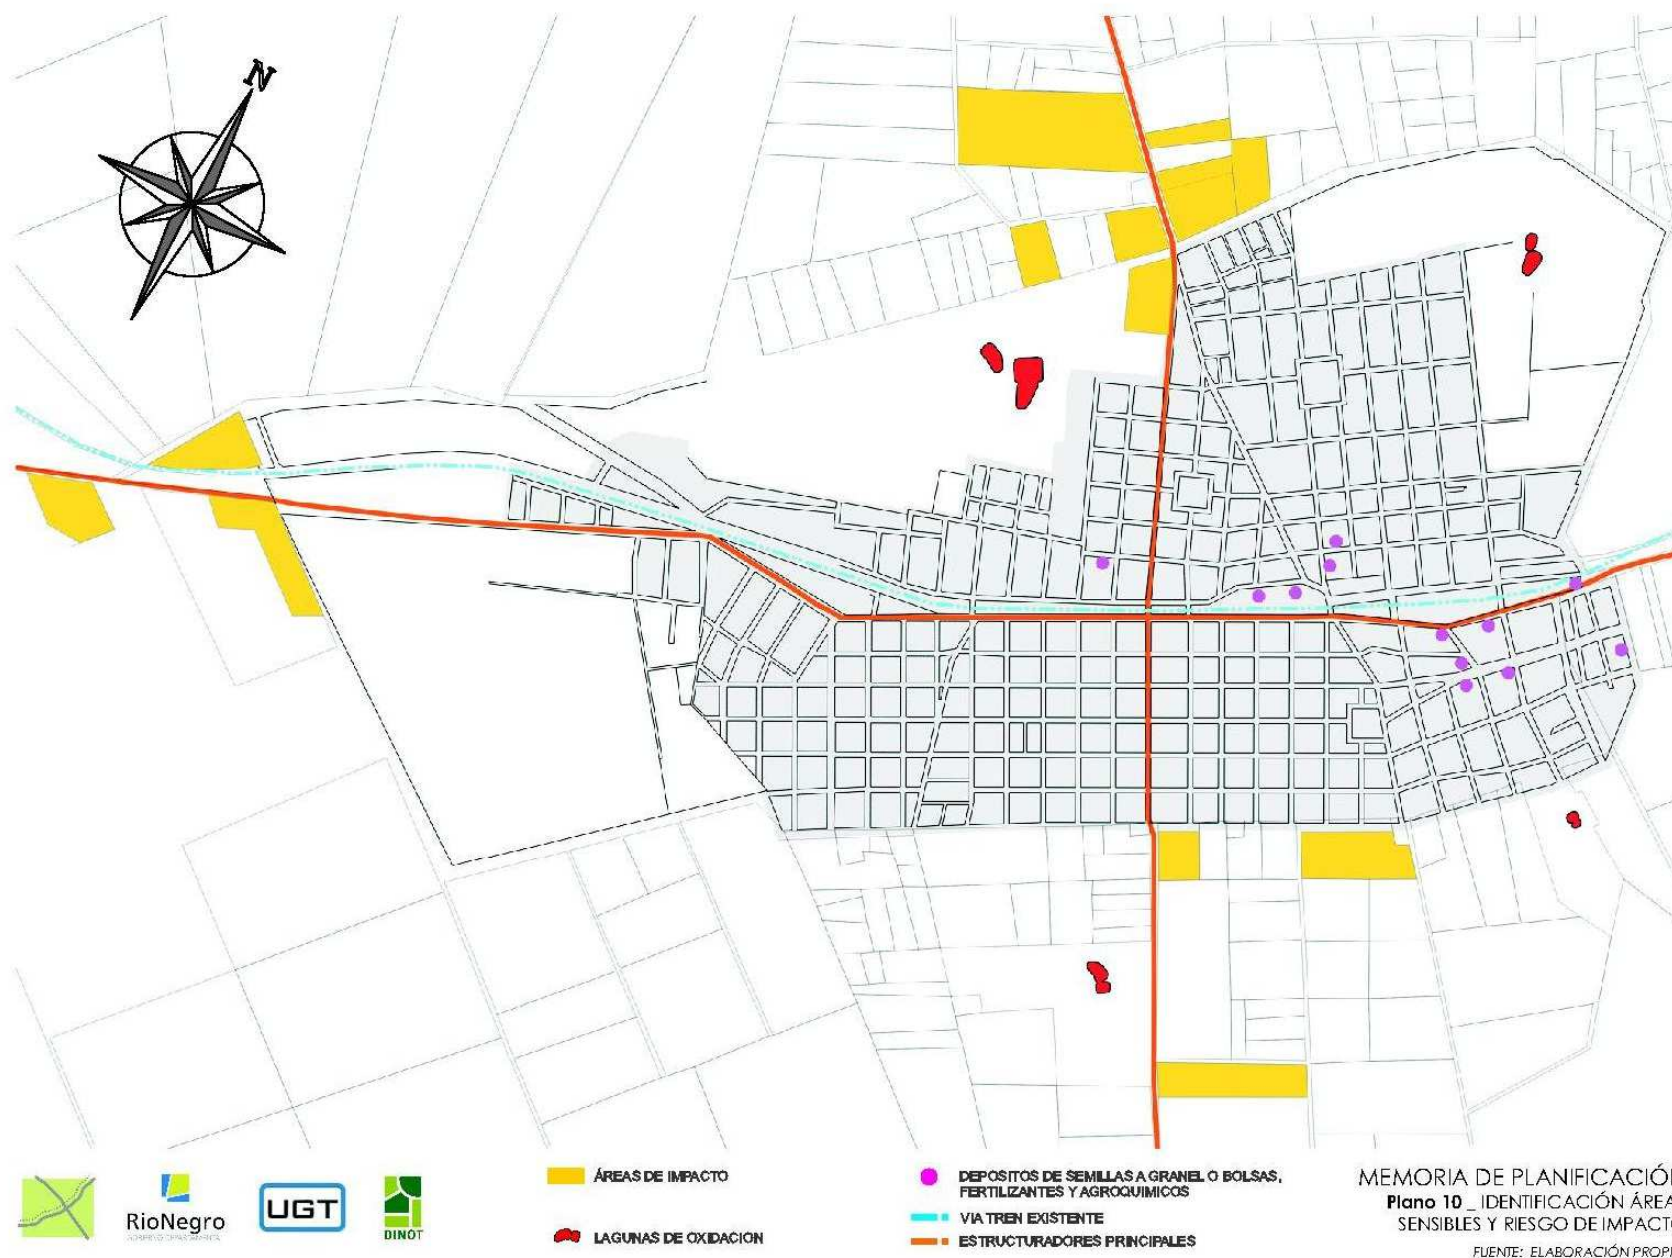 N
RioNegro
UGT
DINOT
ÁREAS DE IMPACTO
LAGUNAS DE OXIDACION
DEPOSITOS DE SEMILLAS A GRANEL O BOLSAS,
FERTILIZANTES Y AGROQUIMICOS
VIA TREN EXISTENTE
ESTRUCTURADORES PRINCIPALES
MEMORIA DE PLANIFICACIÓ
Plano 10 _ IDENTIFICACIÓN ÁREA
SENSIBLES Y RIESGO DE IMPACT
FUENTE: ELABORACIÓN PROP